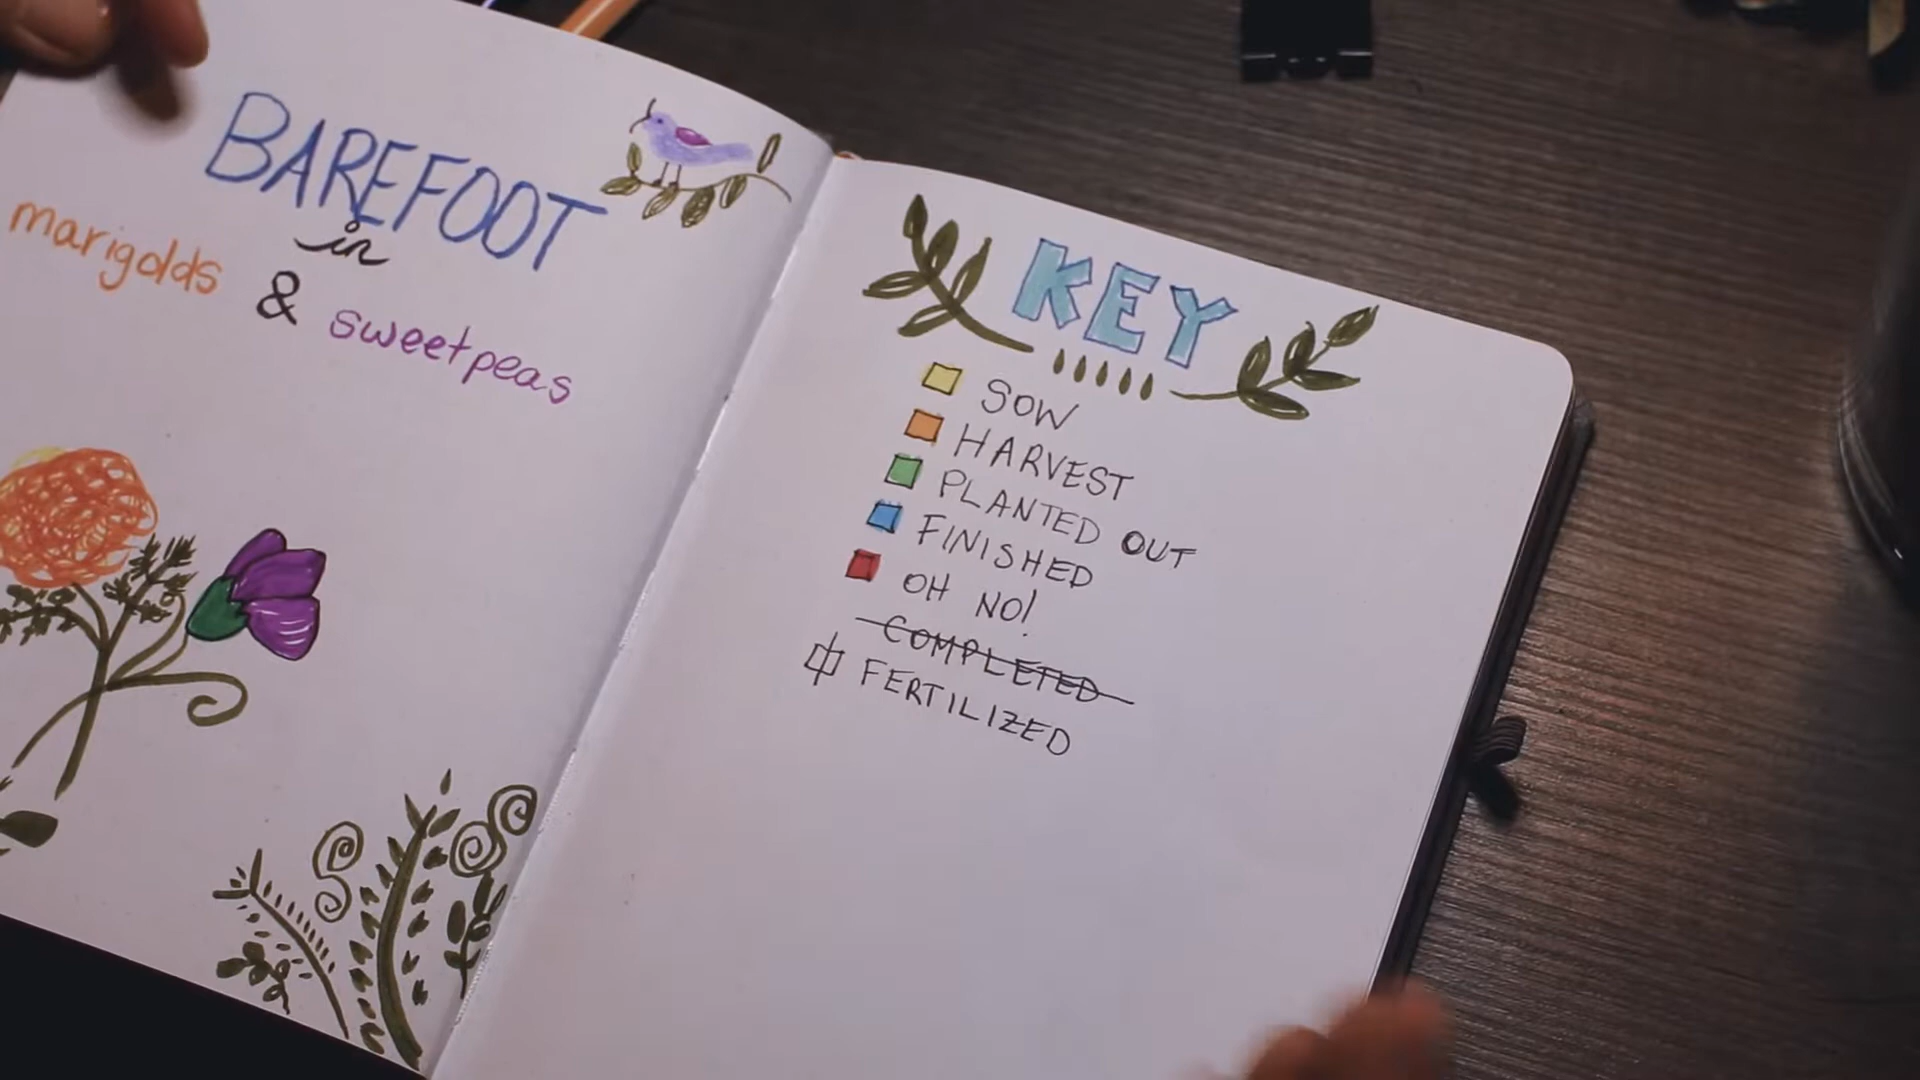 BAREFOOT
in
marigolds & sweetpeas
KEY
SOW
HARVEST
PLANTED OUT
FINISHED
OH NO!
COMPLETED
FERTILIZED